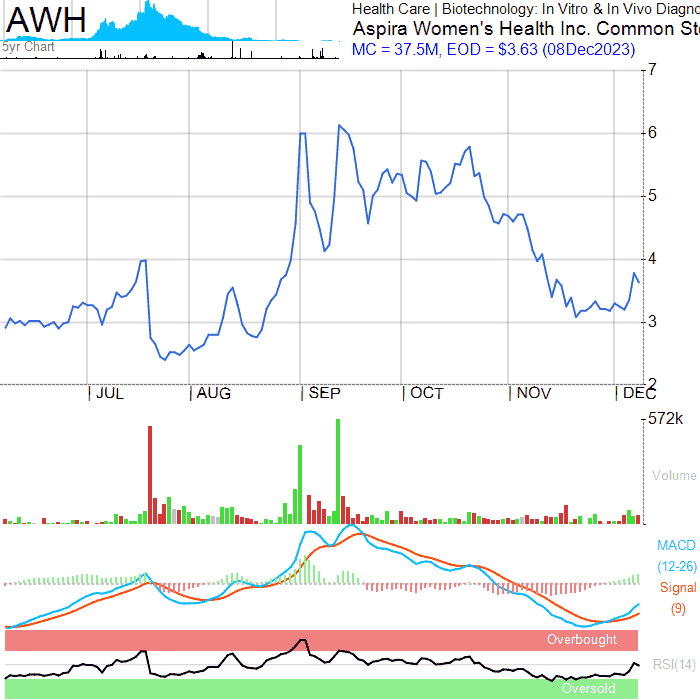 AWH
5yr Chart
Health Care | Biotechnology: In Vitro & In Vivo Diagno
Aspira Women's Health Inc. Common Sto
MC = 37.5M, EOD = $3.63 (08Dec2023)
7
6
5
4
3
2
JUL AUG SEP OCT NOV DEC
572k
Volume
MACD
(12-26)
Signal
(9)
Overbought
RSI(14)
Oversold